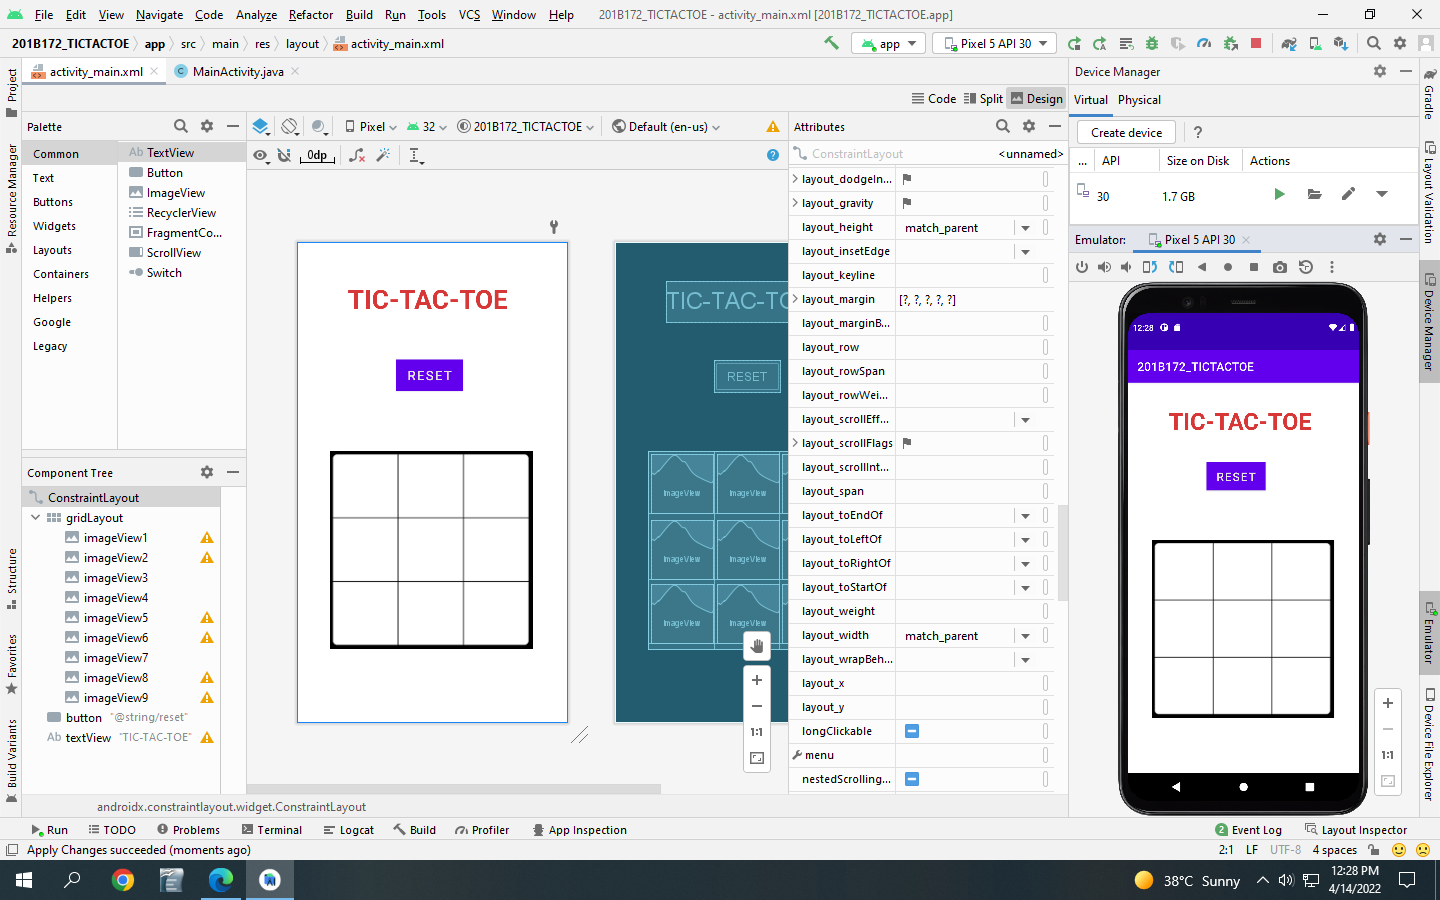 File Edit View Navigate Code Analyze Refactor Build Run Tools VCS Window Help 201B172_TICTACTOE - activity_main.xml [201B172_TICTACTOE.app]
201B172_TICTACTOE app src main res layout activity_main.xml app Pixel 5 API 30
activity_main.xml MainActivity.java
Code Split Design
Palette
Common
Text
Buttons
Widgets
Layouts
Containers
Helpers
Google
Legacy
Ab TextView
Button
ImageView
RecyclerView
FragmentCo...
ScrollView
Switch
Component Tree
ConstraintLayout
gridLayout
imageView1
imageView2
imageView3
imageView4
imageView5
imageView6
imageView7
imageView8
imageView9
button "@string/reset"
Ab textView "TIC-TAC-TOE"
Pixel 32 201B172_TICTACTOE Default (en-us)
0dp
TIC-TAC-TOE
RESET
TIC-TAC-TO
RESET
ImageView ImageView
ImageView ImageView
ImageView ImageView
1:1
Attributes
ConstraintLayout <unnamed>
layout_dodgeIn...
layout_gravity
layout_height match_parent
layout_insetEdge
layout_keyline
layout_margin [?, ?, ?, ?, ?]
layout_marginB...
layout_row
layout_rowSpan
layout_rowWei...
layout_scrollEff...
layout_scrollFlags
layout_scrollInt...
layout_span
layout_toEndOf
layout_toLeftOf
layout_toRightOf
layout_toStartOf
layout_weight
layout_width match_parent
layout_wrapBeh...
layout_x
layout_y
longClickable
menu
nestedScrolling...
Device Manager
Virtual Physical
Create device ?
... API Size on Disk Actions
30 1.7 GB
Emulator: Pixel 5 API 30
12:28
201B172_TICTACTOE
TIC-TAC-TOE
RESET
1:1
Project
Resource Manager
Structure
Favorites
Build Variants
Gradle
Layout Validation
Device Manager
Emulator
Device File Explorer
androidx.constraintlayout.widget.ConstraintLayout
Run TODO Problems Terminal Logcat Build Profiler App Inspection 2 Event Log Layout Inspector
Apply Changes succeeded (moments ago) 2:1 LF UTF-8 4 spaces
38°C Sunny
12:28 PM
4/14/2022